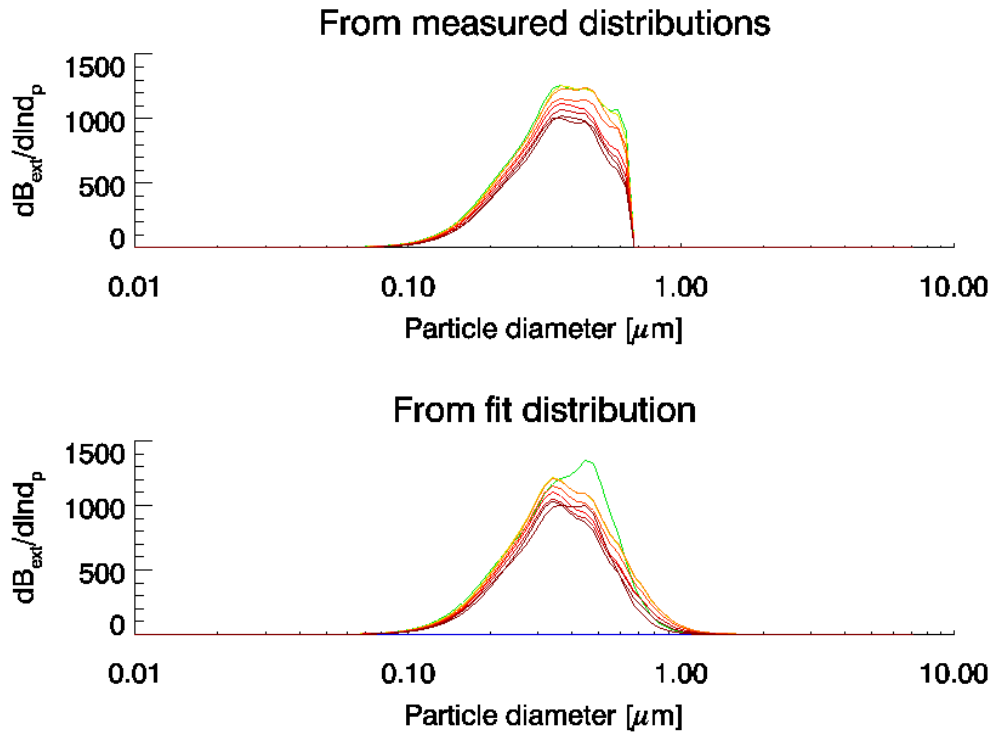 From measured distributions
1500
1000
500
0
dB_ext/dlnd_p
0.01 0.10 1.00 10.00
Particle diameter [μm]
From fit distribution
1500
1000
500
0
dB_ext/dlnd_p
0.01 0.10 1.00 10.00
Particle diameter [μm]